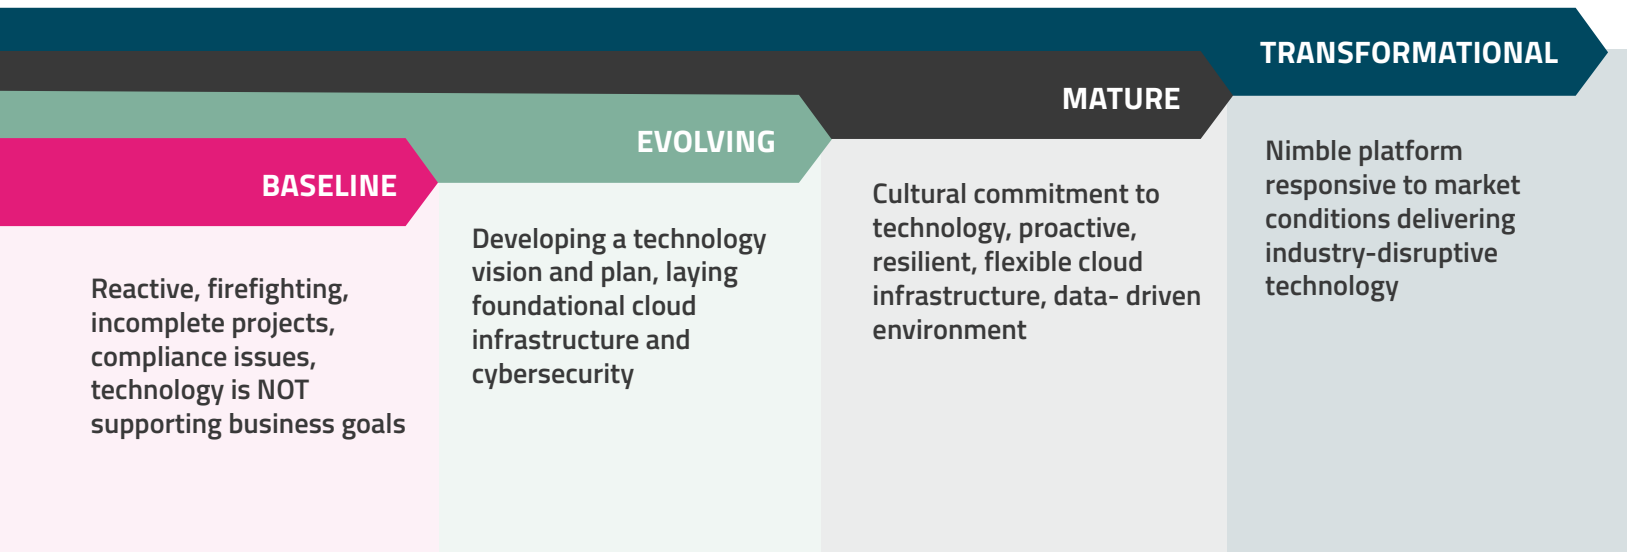 TRANSFORMATIONAL
MATURE
EVOLVING
BASELINE
Reactive, firefighting,
incomplete projects,
compliance issues,
technology is NOT
supporting business goals
Developing a technology
vision and plan, laying
foundational cloud
infrastructure and
cybersecurity
Cultural commitment to
technology, proactive,
resilient, flexible cloud
infrastructure, data- driven
environment
Nimble platform
responsive to market
conditions delivering
industry-disruptive
technology